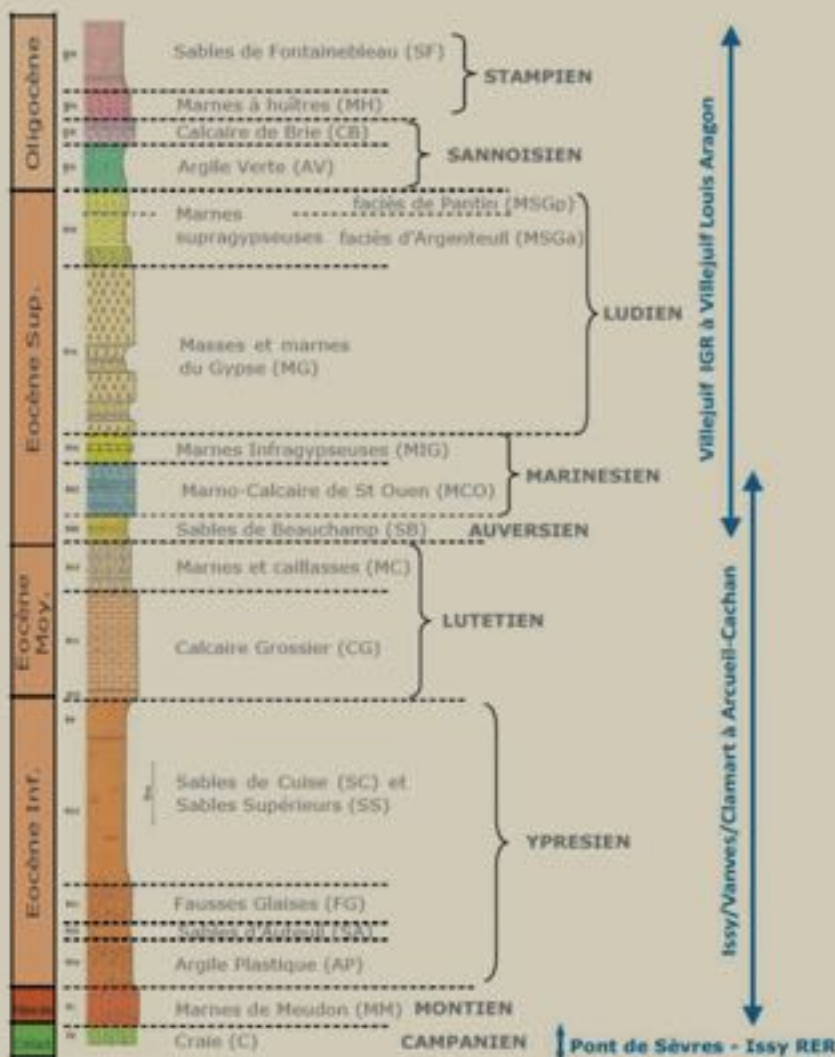 Oligocène
Sables de Fontainebleau (SF)
STAMPIEN
Marnes à huîtres (MH)
Calcaire de Brie (CB)
SANNOISIEN
Argile Verte (AV)
Eocène Sup.
Marnes
supragypseuses
faciès de Pantin (MSGp)
faciès d'Argenteuil (MSGa)
LUDIEN
Masses et marnes
du Gypse (MG)
Marnes Infragypseuses (MIG)
MARINESIEN
Marno-Calcaire de St Ouen (MCO)
Sables de Beauchamp (SB)
AUVERSIEN
Eocène
Moy.
Marnes et caillasses (MC)
LUTETIEN
Calcaire Grossier (CG)
Eocène Inf.
Sables de Cuise (SC) et
Sables Supérieurs (SS)
YPRESIEN
Fausses Glaises (FG)
Sables d'Auteuil (SA)
Argile Plastique (AP)
Marnes de Meudon (MM)
MONTIEN
Craie (C)
CAMPANIEN
Villejuif IGR à Villejuif Louis Aragon
Issy/Vanves/Clamart à Arcueil-Cachan
Pont de Sèvres - Issy RER